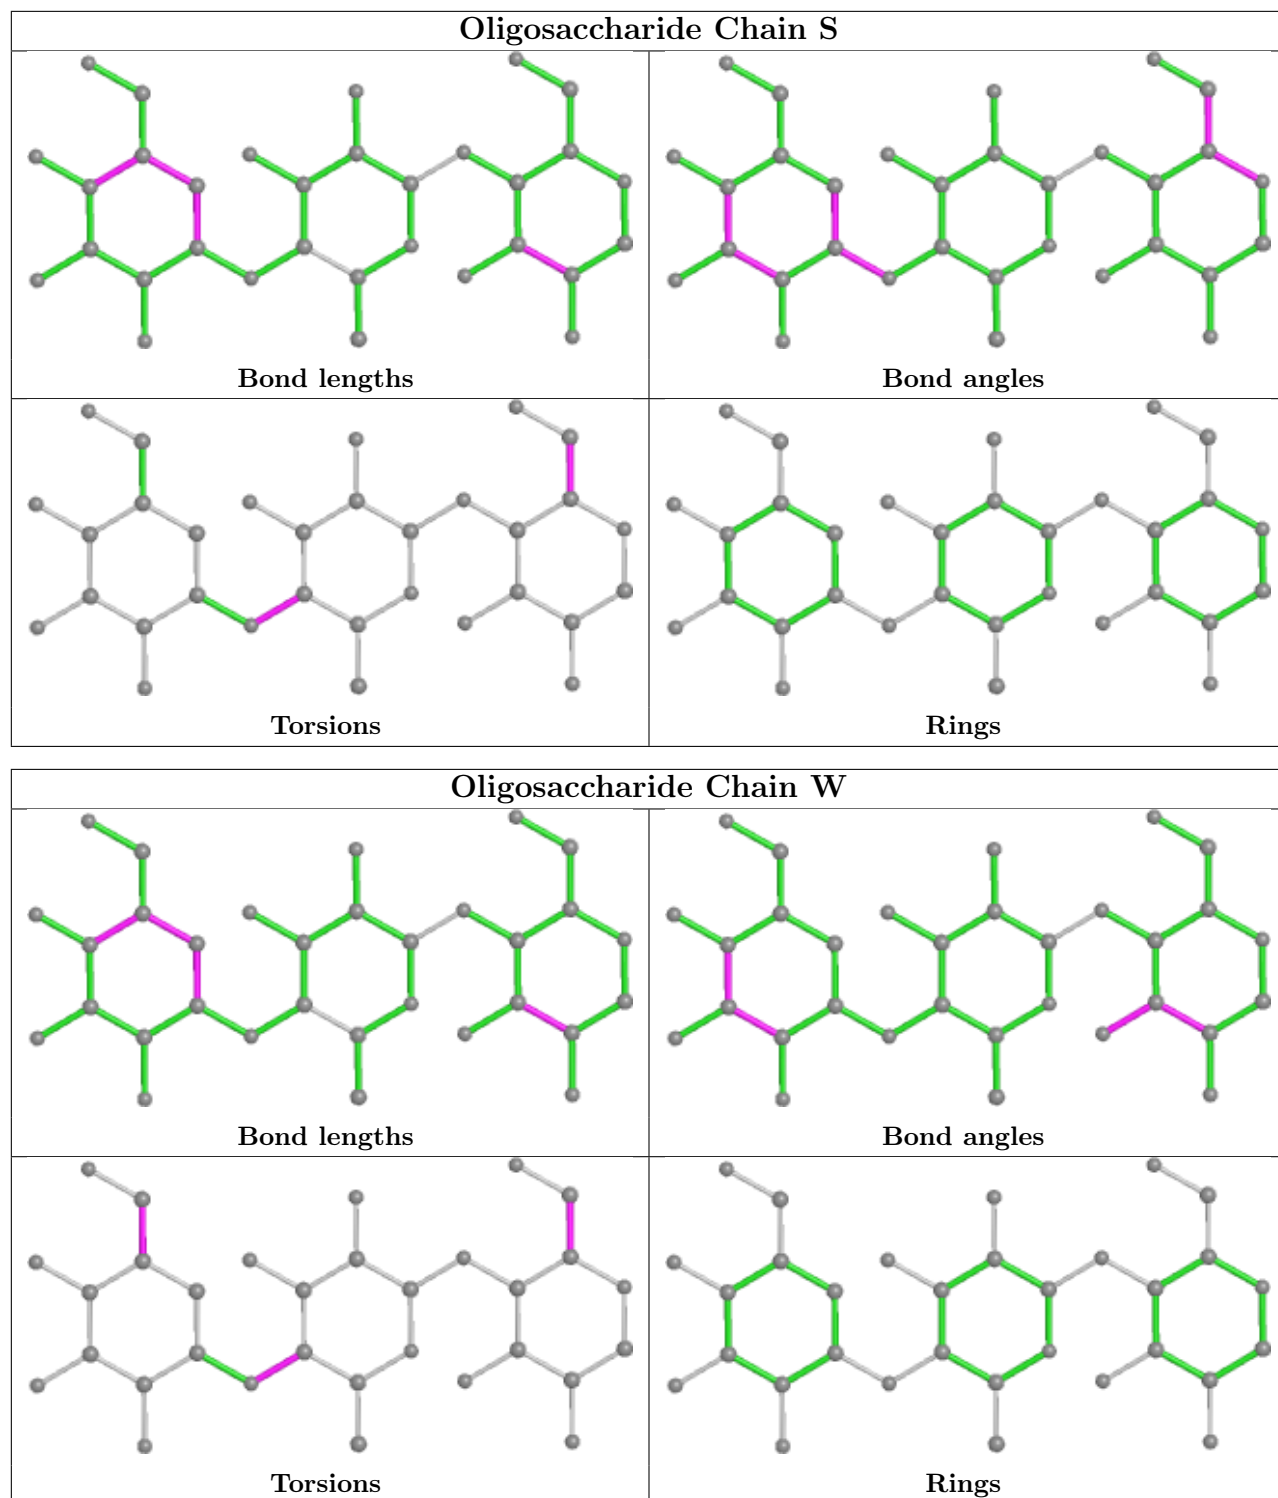 Oligosaccharide Chain S
Bond lengths
Bond angles
Torsions
Rings
Oligosaccharide Chain W
Bond lengths
Bond angles
Torsions
Rings